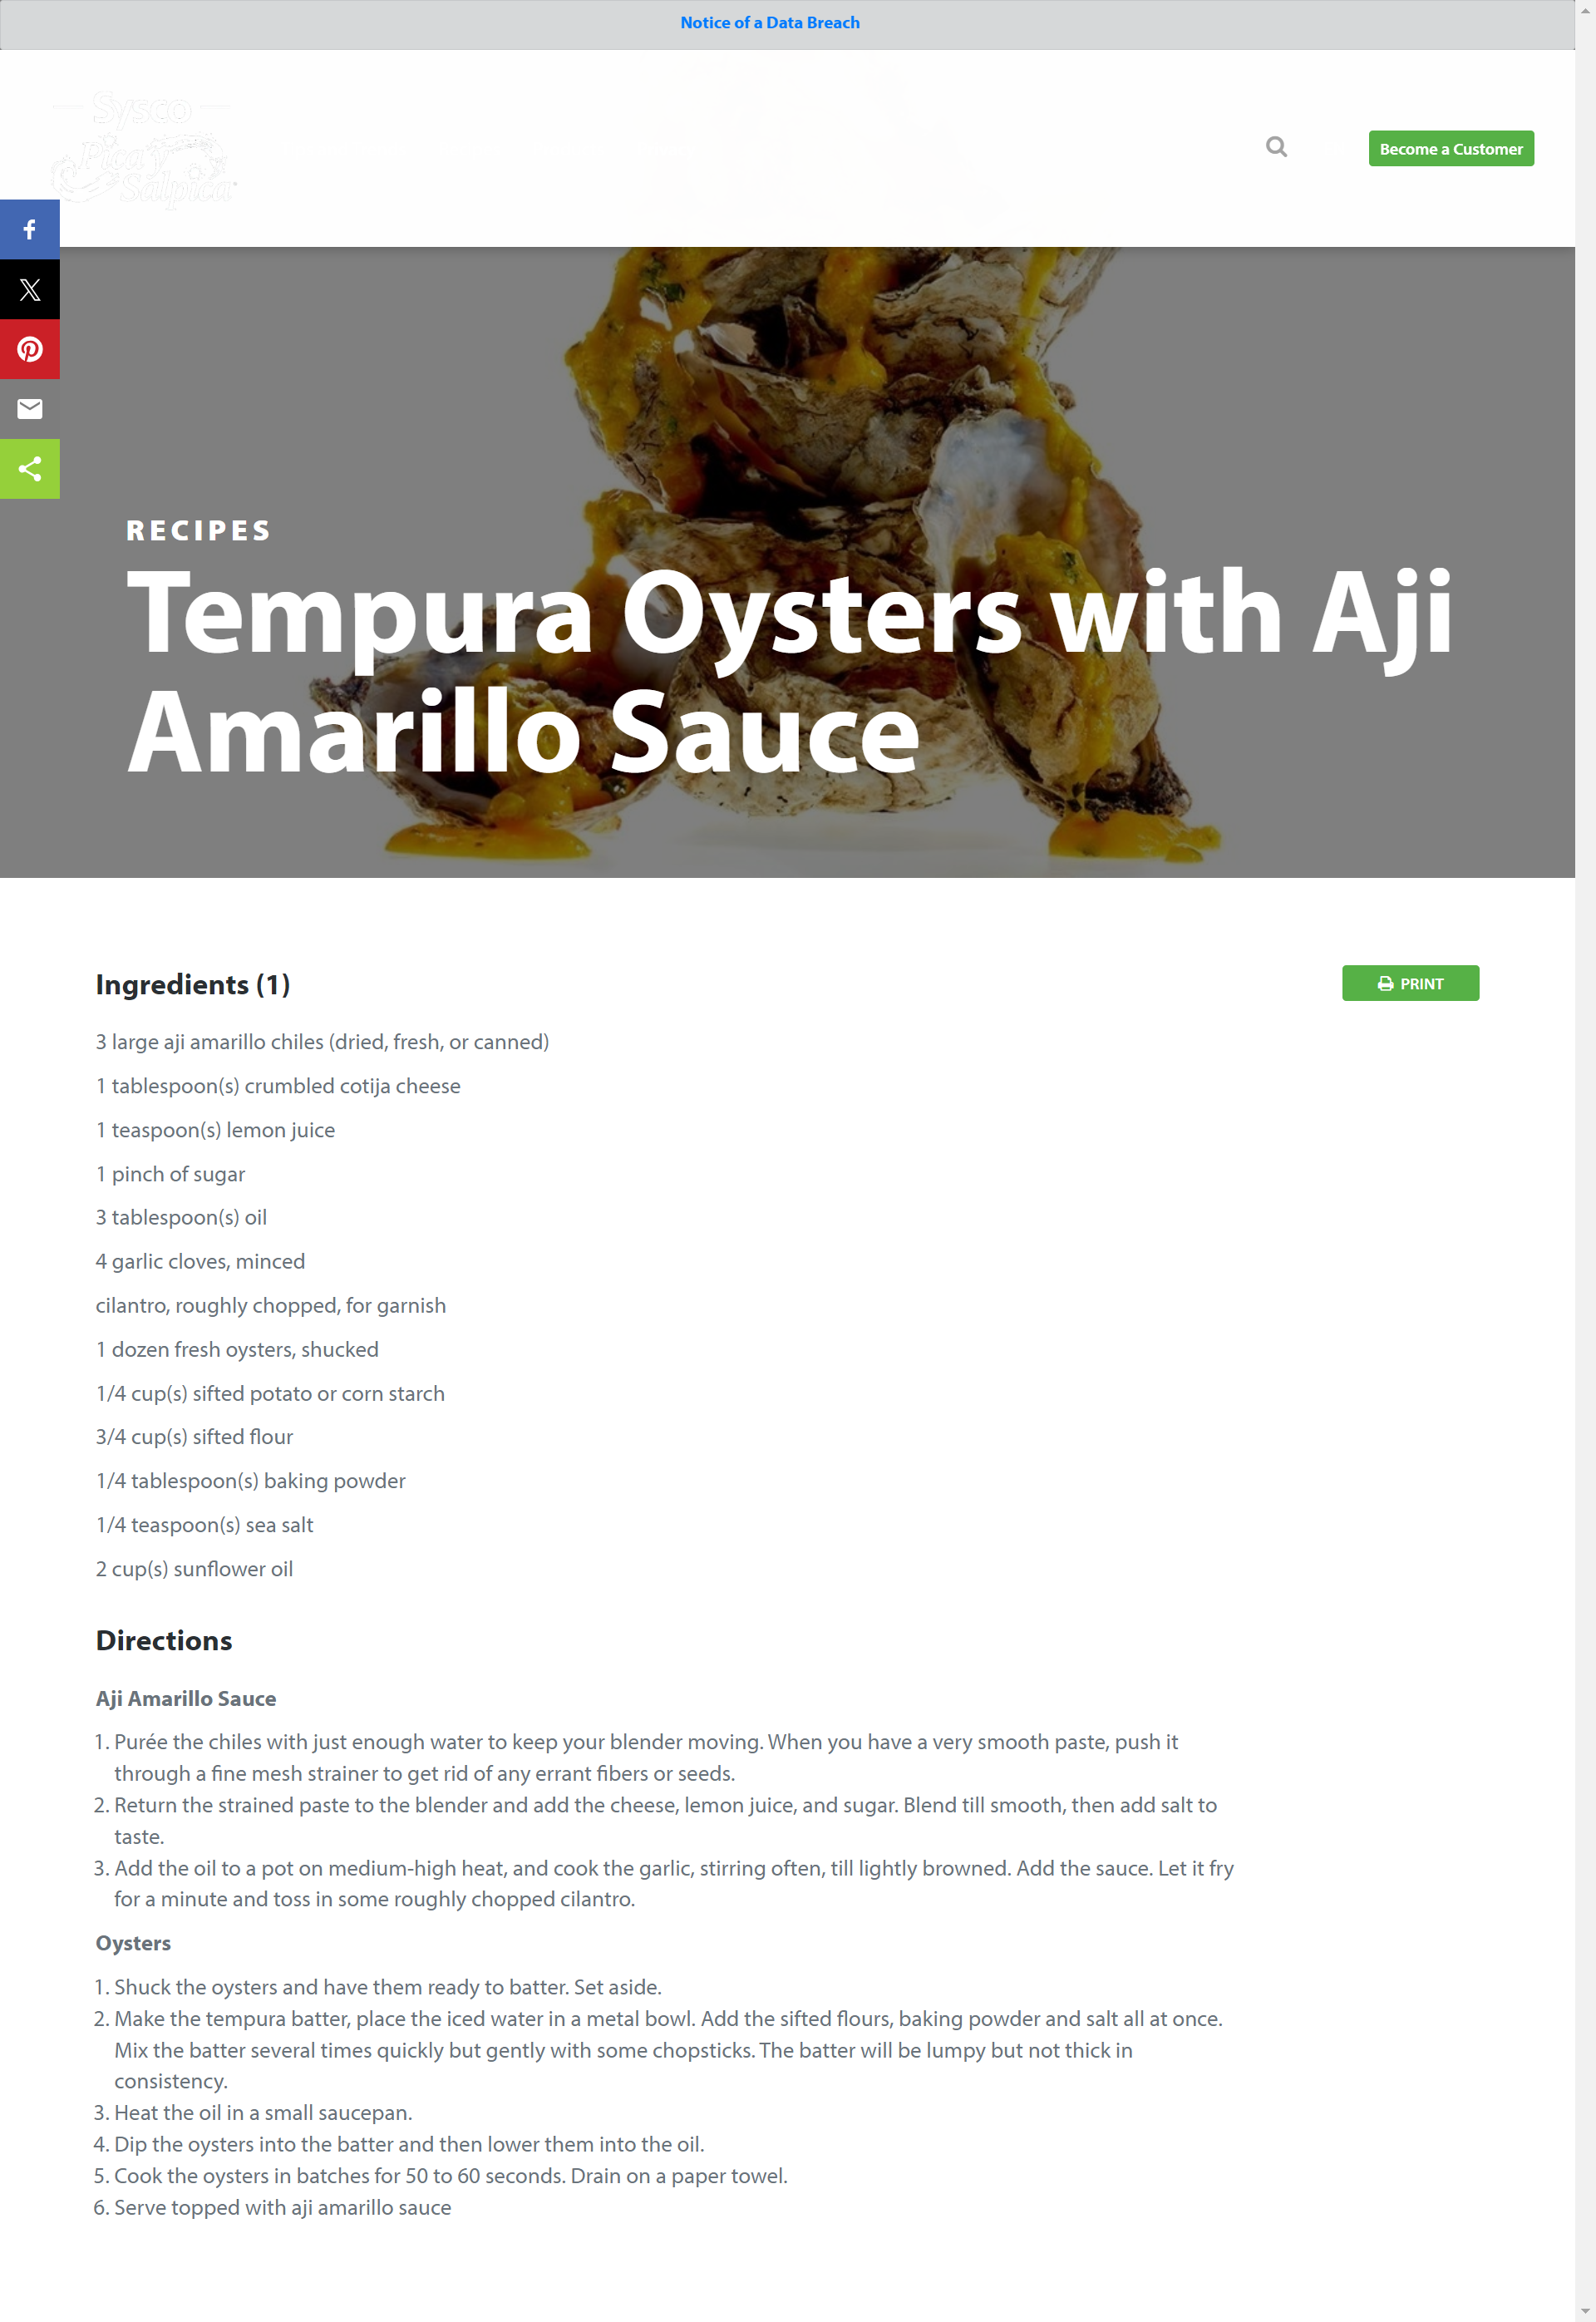 Notice of a Data Breach
Sysco
Pica y
Salpica
Become a Customer
RECIPES
Tempura Oysters with Aji
Amarillo Sauce
Ingredients (1)
PRINT
3 large aji amarillo chiles (dried, fresh, or canned)
1 tablespoon(s) crumbled cotija cheese
1 teaspoon(s) lemon juice
1 pinch of sugar
3 tablespoon(s) oil
4 garlic cloves, minced
cilantro, roughly chopped, for garnish
1 dozen fresh oysters, shucked
1/4 cup(s) sifted potato or corn starch
3/4 cup(s) sifted flour
1/4 tablespoon(s) baking powder
1/4 teaspoon(s) sea salt
2 cup(s) sunflower oil
Directions
Aji Amarillo Sauce
1. Purée the chiles with just enough water to keep your blender moving. When you have a very smooth paste, push it
through a fine mesh strainer to get rid of any errant fibers or seeds.
2. Return the strained paste to the blender and add the cheese, lemon juice, and sugar. Blend till smooth, then add salt to
taste.
3. Add the oil to a pot on medium-high heat, and cook the garlic, stirring often, till lightly browned. Add the sauce. Let it fry
for a minute and toss in some roughly chopped cilantro.
Oysters
1. Shuck the oysters and have them ready to batter. Set aside.
2. Make the tempura batter, place the iced water in a metal bowl. Add the sifted flours, baking powder and salt all at once.
Mix the batter several times quickly but gently with some chopsticks. The batter will be lumpy but not thick in
consistency.
3. Heat the oil in a small saucepan.
4. Dip the oysters into the batter and then lower them into the oil.
5. Cook the oysters in batches for 50 to 60 seconds. Drain on a paper towel.
6. Serve topped with aji amarillo sauce